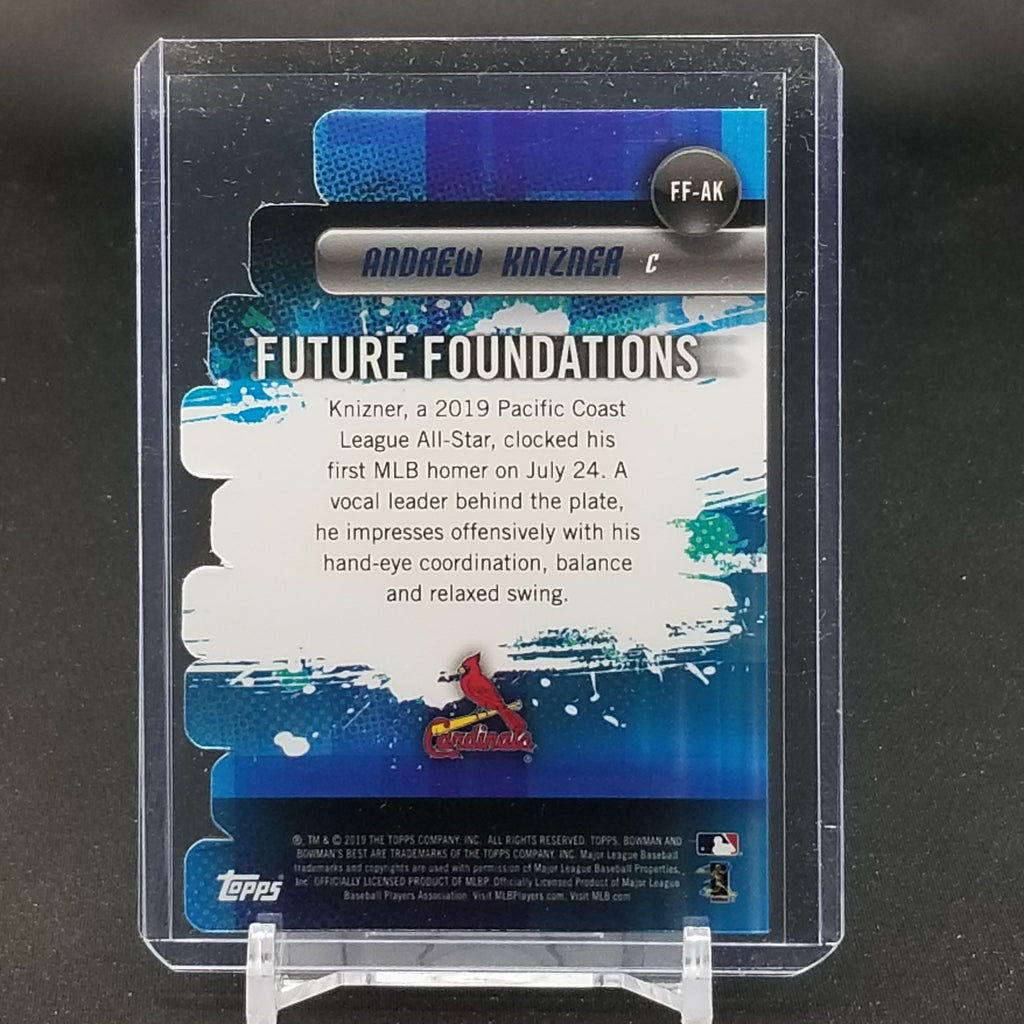 FF-AK
ANDREW KNIZNER C
FUTURE FOUNDATIONS
Knizner, a 2019 Pacific Coast
League All-Star, clocked his
first MLB homer on July 24. A
vocal leader behind the plate,
he impresses offensively with his
hand-eye coordination, balance
and relaxed swing.
Cardinals®
®, TM & © 2019 THE TOPPS COMPANY, INC. ALL RIGHTS RESERVED. TOPPS, BOWMAN AND
BOWMAN'S BEST ARE TRADEMARKS OF THE TOPPS COMPANY, INC. Major League Baseball
trademarks and copyrights are used with permission of Major League Baseball Properties,
Inc. OFFICIALLY LICENSED PRODUCT OF MLBP. Officially Licensed Product of Major League
Baseball Players Association. Visit MLBPlayers.com. Visit MLB.com
topps®